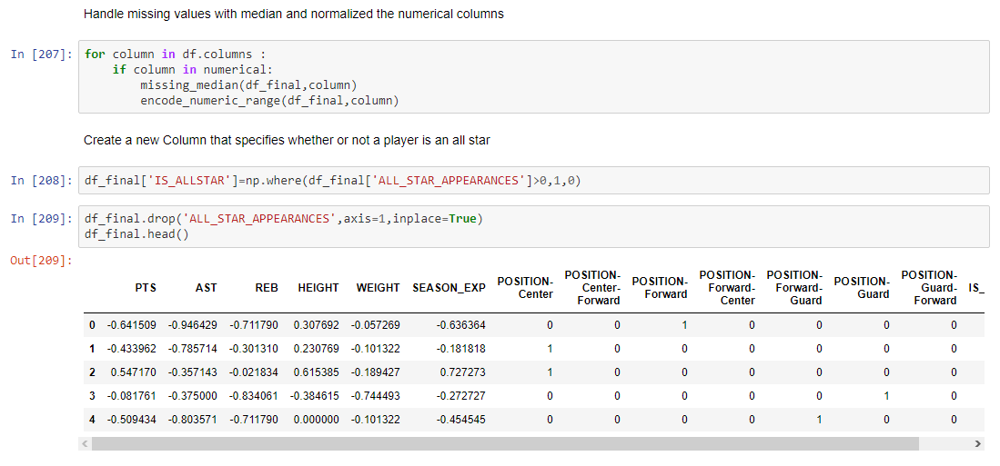 Handle missing values with median and normalized the numerical columns
In [207]: for column in df.columns :
if column in numerical:
missing_median(df_final,column)
encode_numeric_range(df_final,column)
Create a new Column that specifies whether or not a player is an all star
In [208]: df_final['IS_ALLSTAR']=np.where(df_final['ALL_STAR_APPEARANCES']>0,1,0)
In [209]: df_final.drop('ALL_STAR_APPEARANCES',axis=1,inplace=True)
df_final.head()
Out[209]:
PTS AST REB HEIGHT WEIGHT SEASON_EXP POSITION-Center POSITION-Center-Forward POSITION-Forward POSITION-Forward-Center POSITION-Forward-Guard POSITION-Guard POSITION-Guard-Forward IS_
0 -0.641509 -0.946429 -0.711790 0.307692 -0.057269 -0.636364 0 0 1 0 0 0 0
1 -0.433962 -0.785714 -0.301310 0.230769 -0.101322 -0.181818 1 0 0 0 0 0 0
2 0.547170 -0.357143 -0.021834 0.615385 -0.189427 0.727273 1 0 0 0 0 0 0
3 -0.081761 -0.375000 -0.834061 -0.384615 -0.744493 -0.272727 0 0 0 0 0 1 0
4 -0.509434 -0.803571 -0.711790 0.000000 -0.101322 -0.454545 0 0 0 0 1 0 0